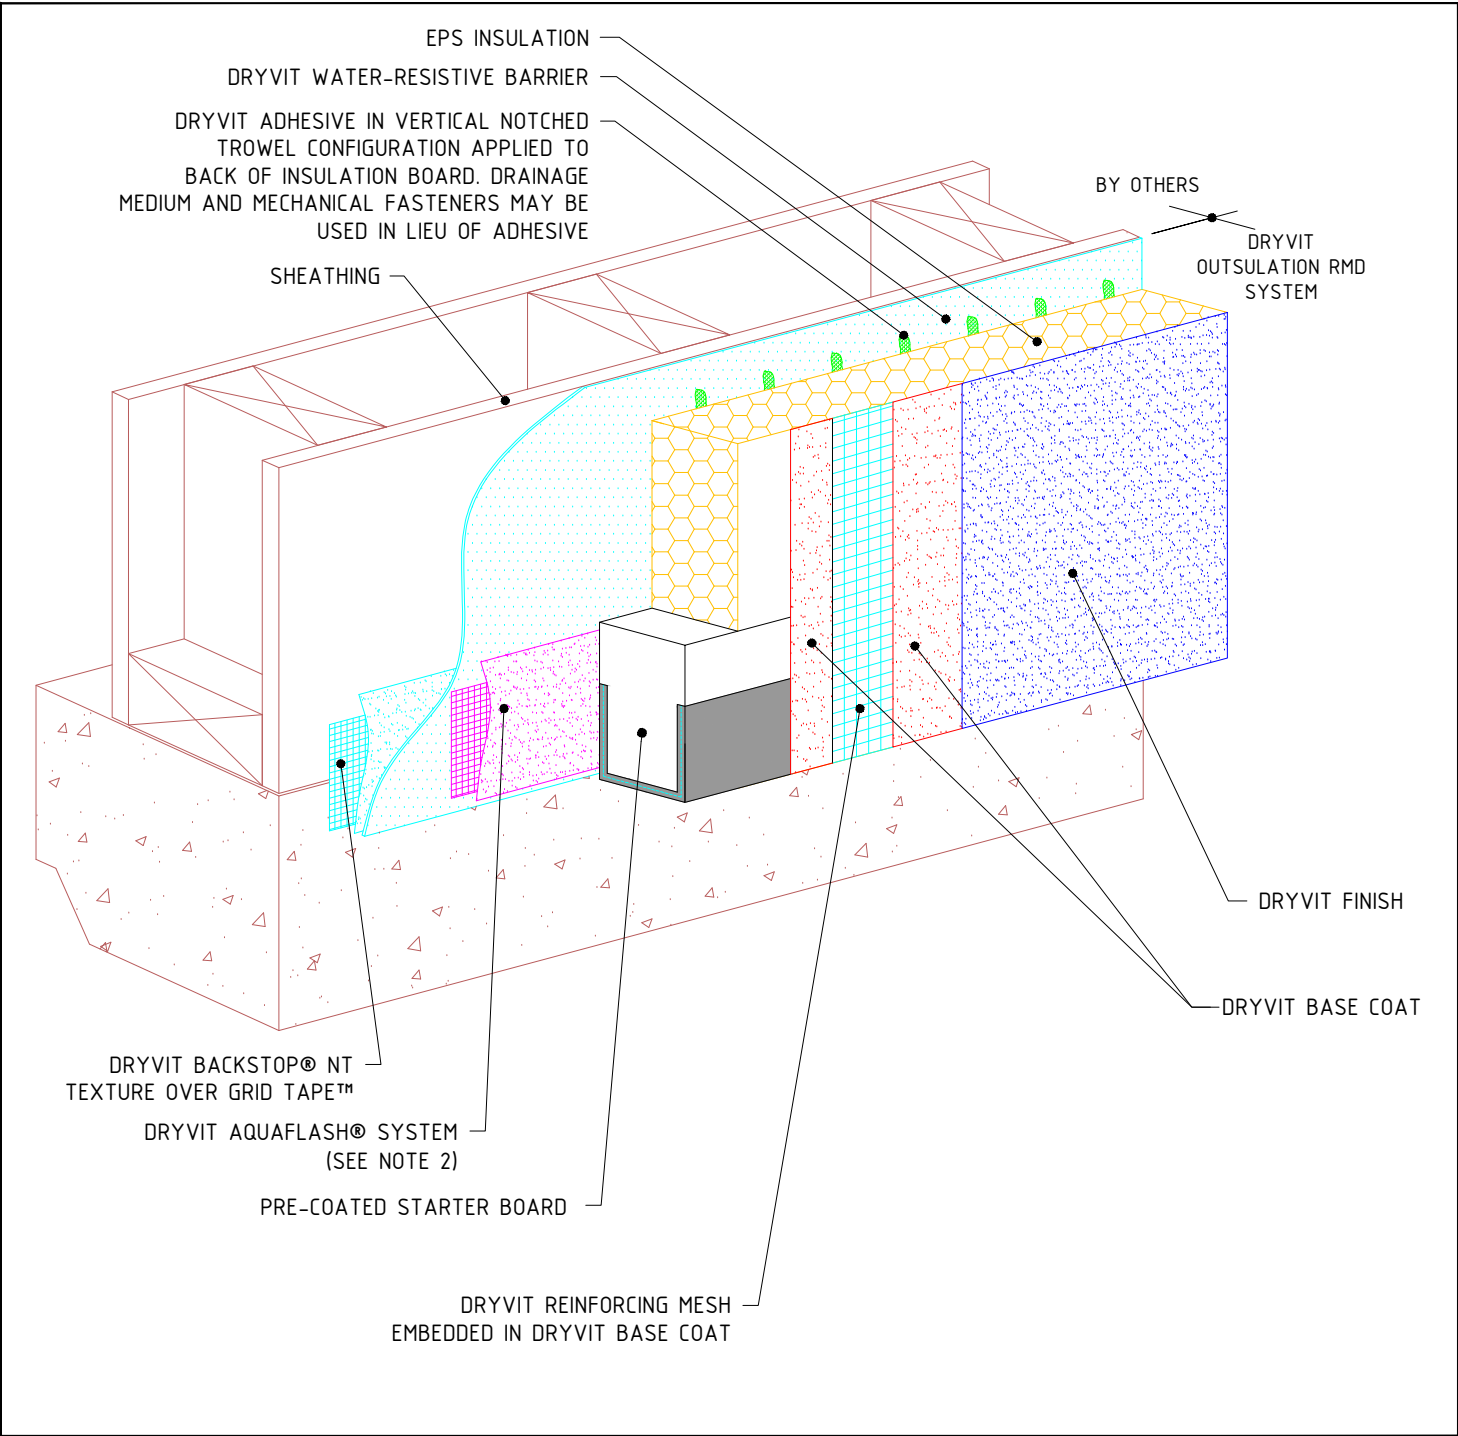 EPS INSULATION
DRYVIT WATER-RESISTIVE BARRIER
DRYVIT ADHESIVE IN VERTICAL NOTCHED
TROWEL CONFIGURATION APPLIED TO
BACK OF INSULATION BOARD. DRAINAGE
MEDIUM AND MECHANICAL FASTENERS MAY BE
USED IN LIEU OF ADHESIVE
SHEATHING
BY OTHERS
DRYVIT
OUTSULATION RMD
SYSTEM
DRYVIT FINISH
DRYVIT BASE COAT
DRYVIT BACKSTOP® NT
TEXTURE OVER GRID TAPE™
DRYVIT AQUAFLASH® SYSTEM
(SEE NOTE 2)
PRE-COATED STARTER BOARD
DRYVIT REINFORCING MESH
EMBEDDED IN DRYVIT BASE COAT